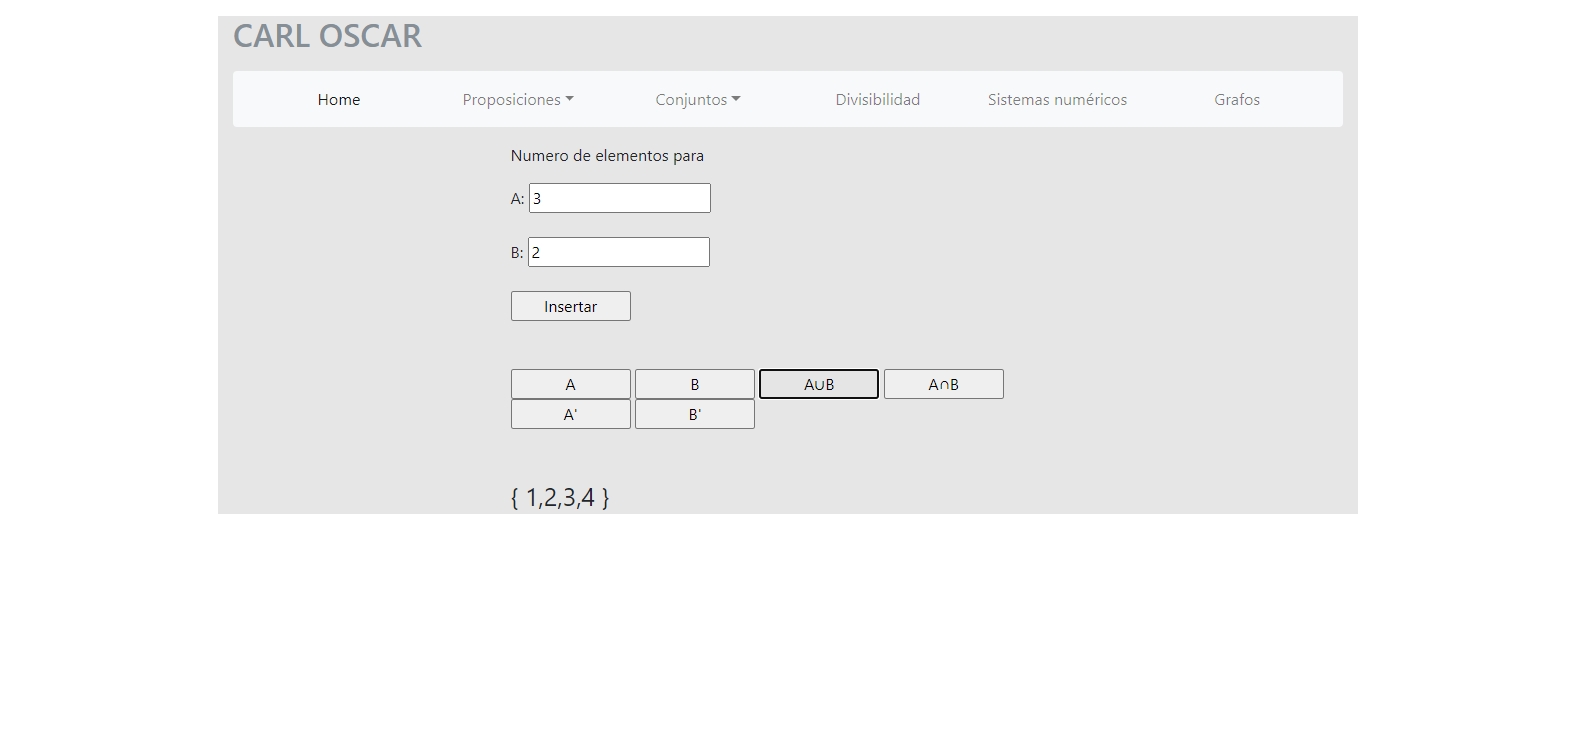 CARL OSCAR
Home Proposiciones Conjuntos Divisibilidad Sistemas numéricos Grafos
Numero de elementos para
A: 3
B: 2
Insertar
A B A∪B A∩B
A' B'
{ 1,2,3,4 }